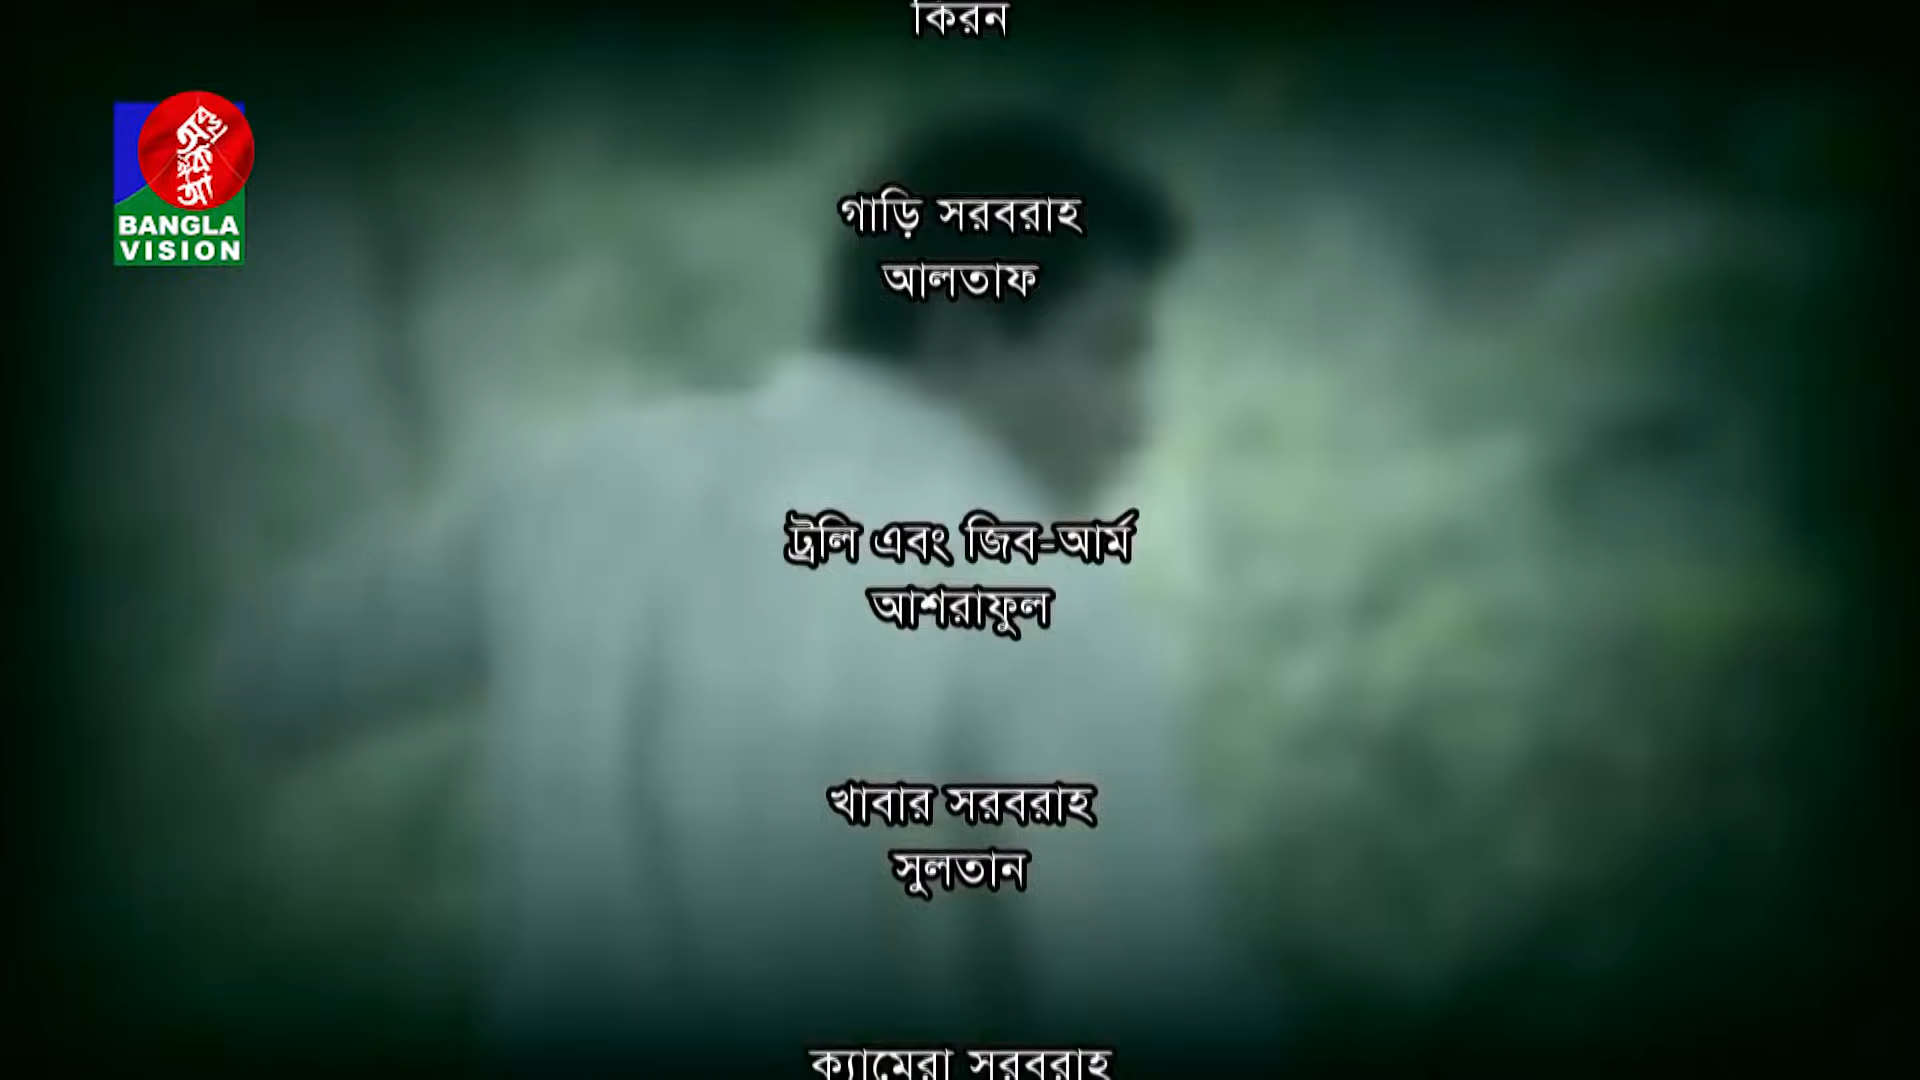 কিরন
গাড়ি সরবরাহ
আলতাফ
ট্রলি এবং জিব-আর্ম
আশরাফুল
খাবার সরবরাহ
সুলতান
ক্যামেরা সরবরাহ
BANGLA
VISION